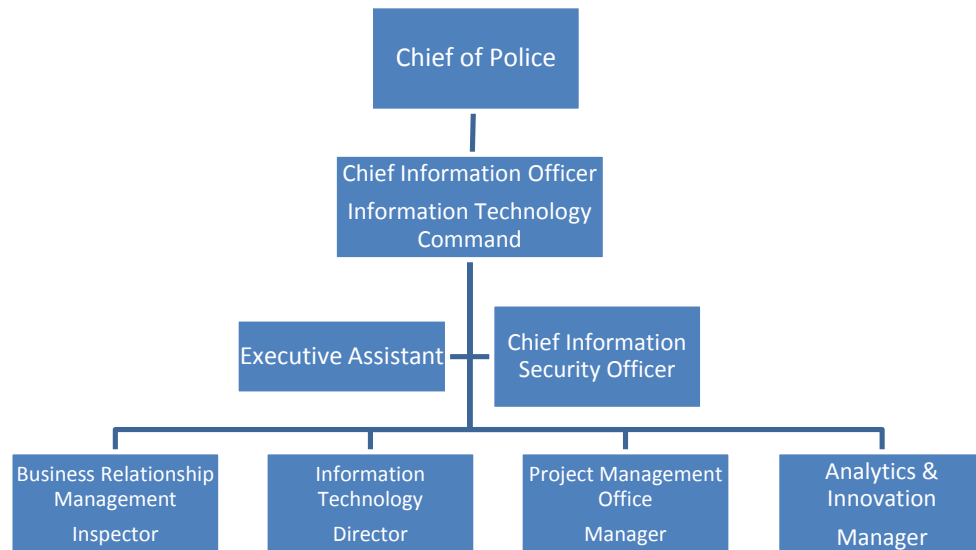 Chief of Police
Chief Information Officer
Information Technology
Command
Executive Assistant
Chief Information
Security Officer
Business Relationship
Management
Inspector
Information
Technology
Director
Project Management
Office
Manager
Analytics &
Innovation
Manager